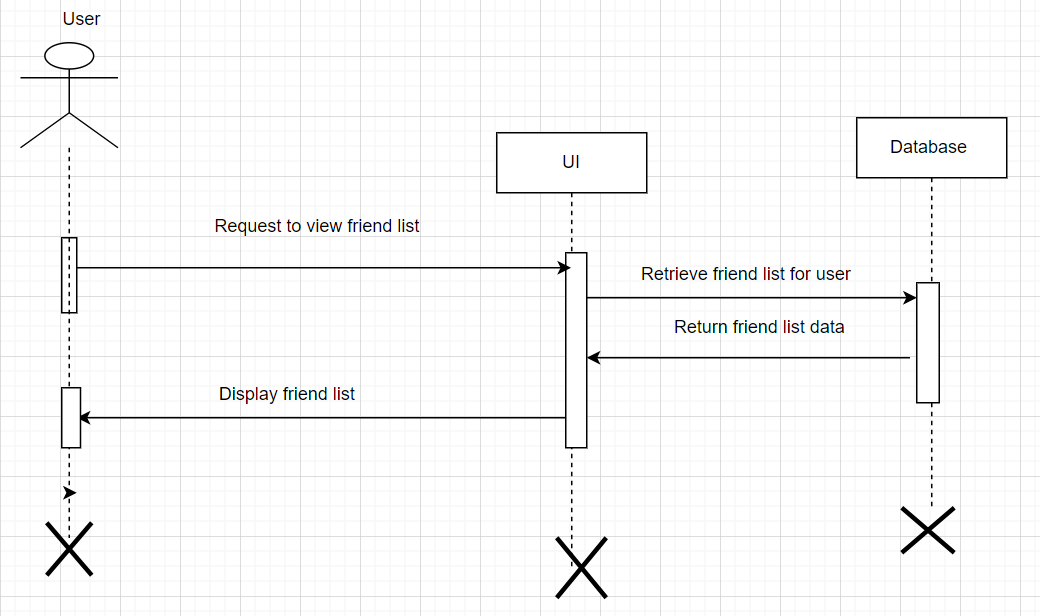 User
UI
Database
Request to view friend list
Retrieve friend list for user
Return friend list data
Display friend list